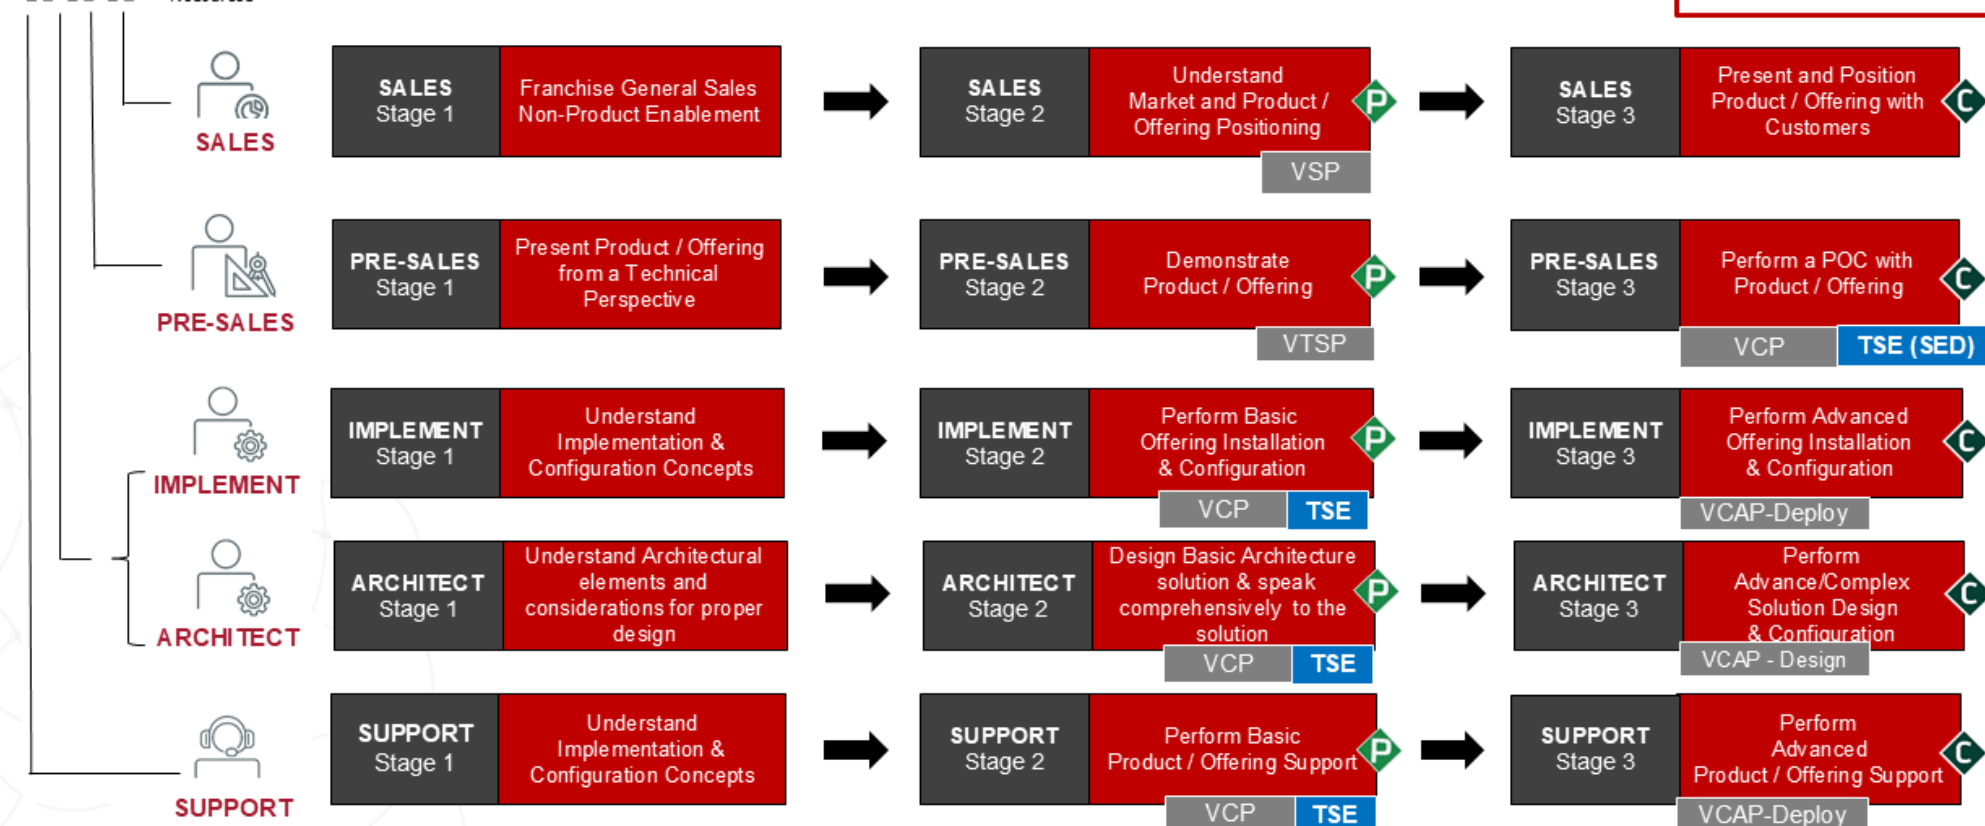 SALES
SALES
Stage 1
Franchise General Sales
Non-Product Enablement
SALES
Stage 2
Understand
Market and Product /
Offering Positioning
P
VSP
SALES
Stage 3
Present and Position
Product / Offering with
Customers
C
PRE-SALES
PRE-SALES
Stage 1
Present Product / Offering
from a Technical
Perspective
PRE-SALES
Stage 2
Demonstrate
Product / Offering
P
VTSP
PRE-SALES
Stage 3
Perform a POC with
Product / Offering
C
VCP
TSE (SED)
IMPLEMENT
IMPLEMENT
Stage 1
Understand
Implementation &
Configuration Concepts
IMPLEMENT
Stage 2
Perform Basic
Offering Installation
& Configuration
P
VCP
TSE
IMPLEMENT
Stage 3
Perform Advanced
Offering Installation
& Configuration
C
VCAP-Deploy
ARCHITECT
ARCHITECT
Stage 1
Understand Architectural
elements and
considerations for proper
design
ARCHITECT
Stage 2
Design Basic Architecture
solution & speak
comprehensively to the
solution
P
VCP
TSE
ARCHITECT
Stage 3
Perform
Advance/Complex
Solution Design
& Configuration
C
VCAP - Design
SUPPORT
SUPPORT
Stage 1
Understand
Implementation &
Configuration Concepts
SUPPORT
Stage 2
Perform Basic
Product / Offering Support
P
VCP
TSE
SUPPORT
Stage 3
Perform
Advanced
Product / Offering Support
C
VCAP-Deploy